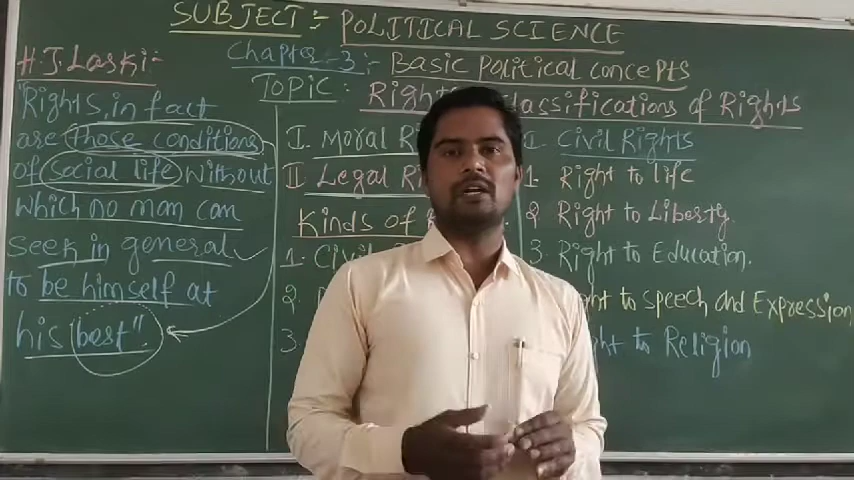 SUBJECT :- POLITICAL SCIENCE
Chapter - 3 :- BASIC POLITICAL CONCEPTS
TOPIC :- Rights, Classifications of Rights
H.J. Laski :-
"Rights, in fact
are those conditions
of social life without
which no man can
seek in general
to be himself at
his best".
I. MORAL
II LEGAL
Kinds of
1. Civil
2.
3.
CIVIL RIGHTS
1 Right to life
2 Right to Liberty
3. Right to Education.
to Speech and Expression
to Religion